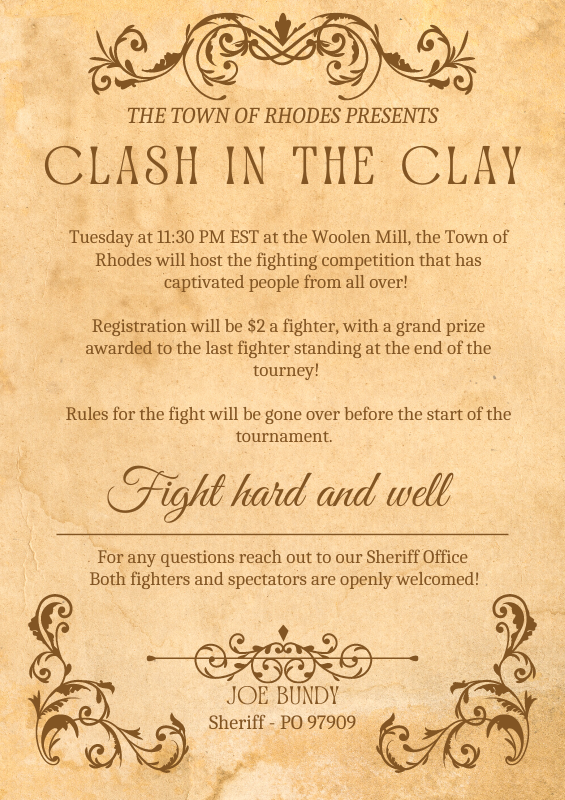 THE TOWN OF RHODES PRESENTS
CLASH IN THE CLAY
Tuesday at 11:30 PM EST at the Woolen Mill, the Town of
Rhodes will host the fighting competition that has
captivated people from all over!
Registration will be $2 a fighter, with a grand prize
awarded to the last fighter standing at the end of the
tourney!
Rules for the fight will be gone over before the start of the
tournament.
Fight hard and well
For any questions reach out to our Sheriff Office
Both fighters and spectators are openly welcomed!
JOE BUNDY
Sheriff - PO 97909